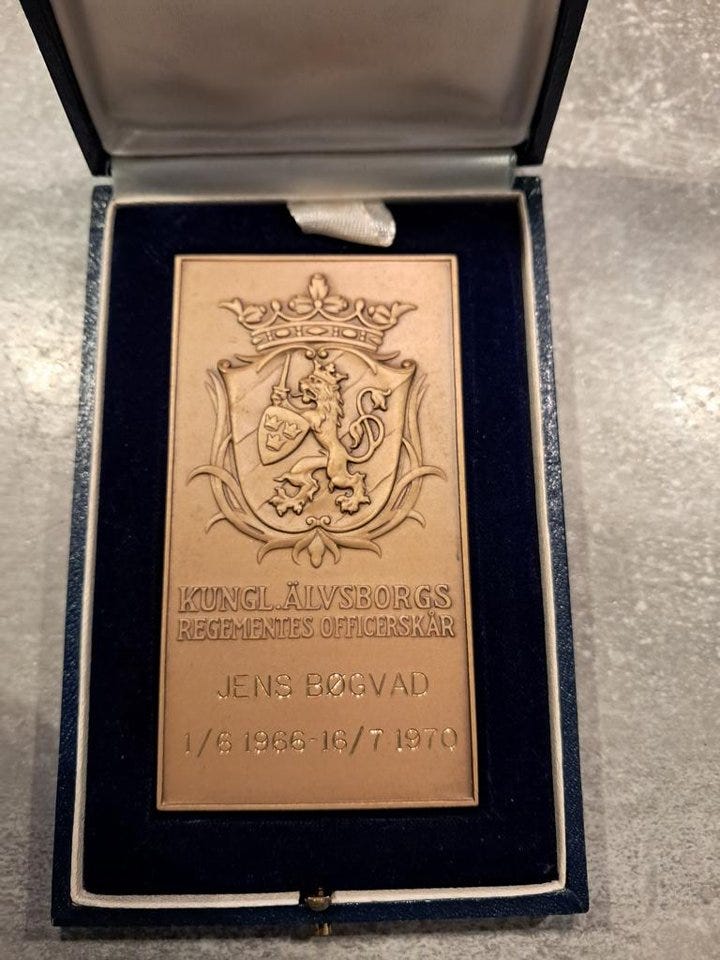 KUNGL. ÄLVSBORGS
REGEMENTES OFFICERSKÅR
JENS BØGVAD
1/6 1966-16/7 1970